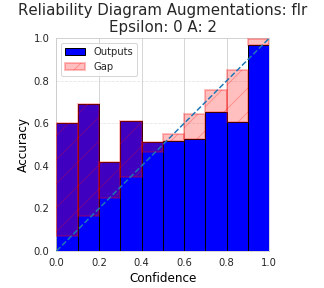 Reliability Diagram Augmentations: flr
Epsilon: 0 A: 2
Outputs
Gap
1.0
0.8
0.6
0.4
0.2
0.0
Accuracy
0.0 0.2 0.4 0.6 0.8 1.0
Confidence